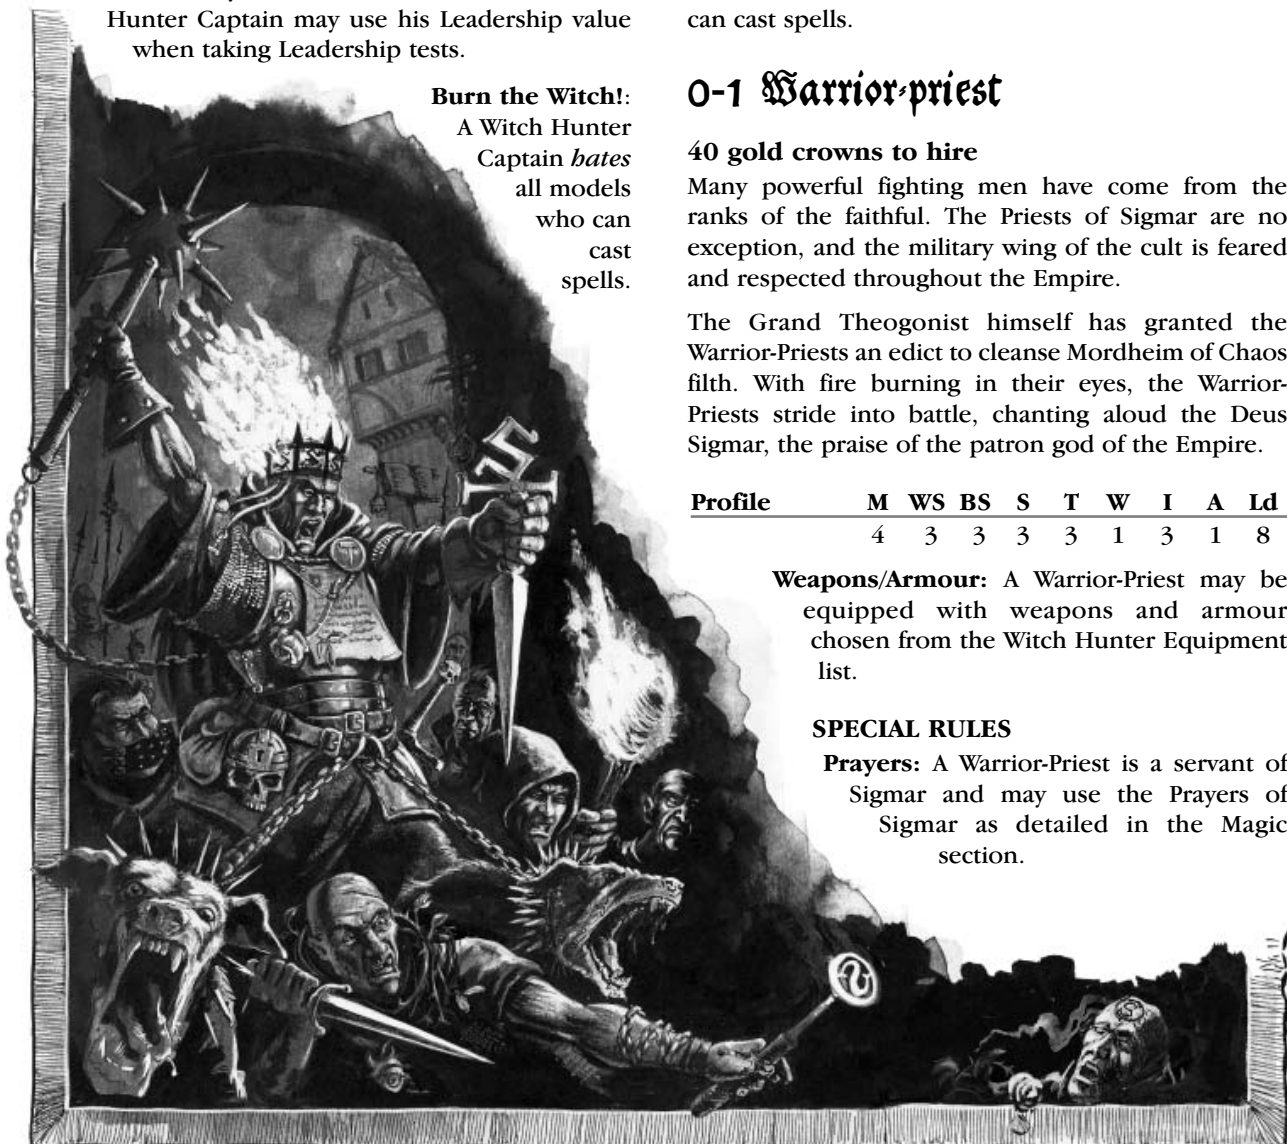 Hunter Captain may use his Leadership value
when taking Leadership tests.
Burn the Witch!:
A Witch Hunter
Captain hates
all models
who can
cast
spells.
can cast spells.
0-1 Warrior-priest
40 gold crowns to hire
Many powerful fighting men have come from the
ranks of the faithful. The Priests of Sigmar are no
exception, and the military wing of the cult is feared
and respected throughout the Empire.
The Grand Theogonist himself has granted the
Warrior-Priests an edict to cleanse Mordheim of Chaos
filth. With fire burning in their eyes, the Warrior-
Priests stride into battle, chanting aloud the Deus
Sigmar, the praise of the patron god of the Empire.
Profile M WS BS S T W I A Ld
4 3 3 3 3 1 3 1 8
Weapons/Armour: A Warrior-Priest may be
equipped with weapons and armour
chosen from the Witch Hunter Equipment
list.
SPECIAL RULES
Prayers: A Warrior-Priest is a servant of
Sigmar and may use the Prayers of
Sigmar as detailed in the Magic
section.